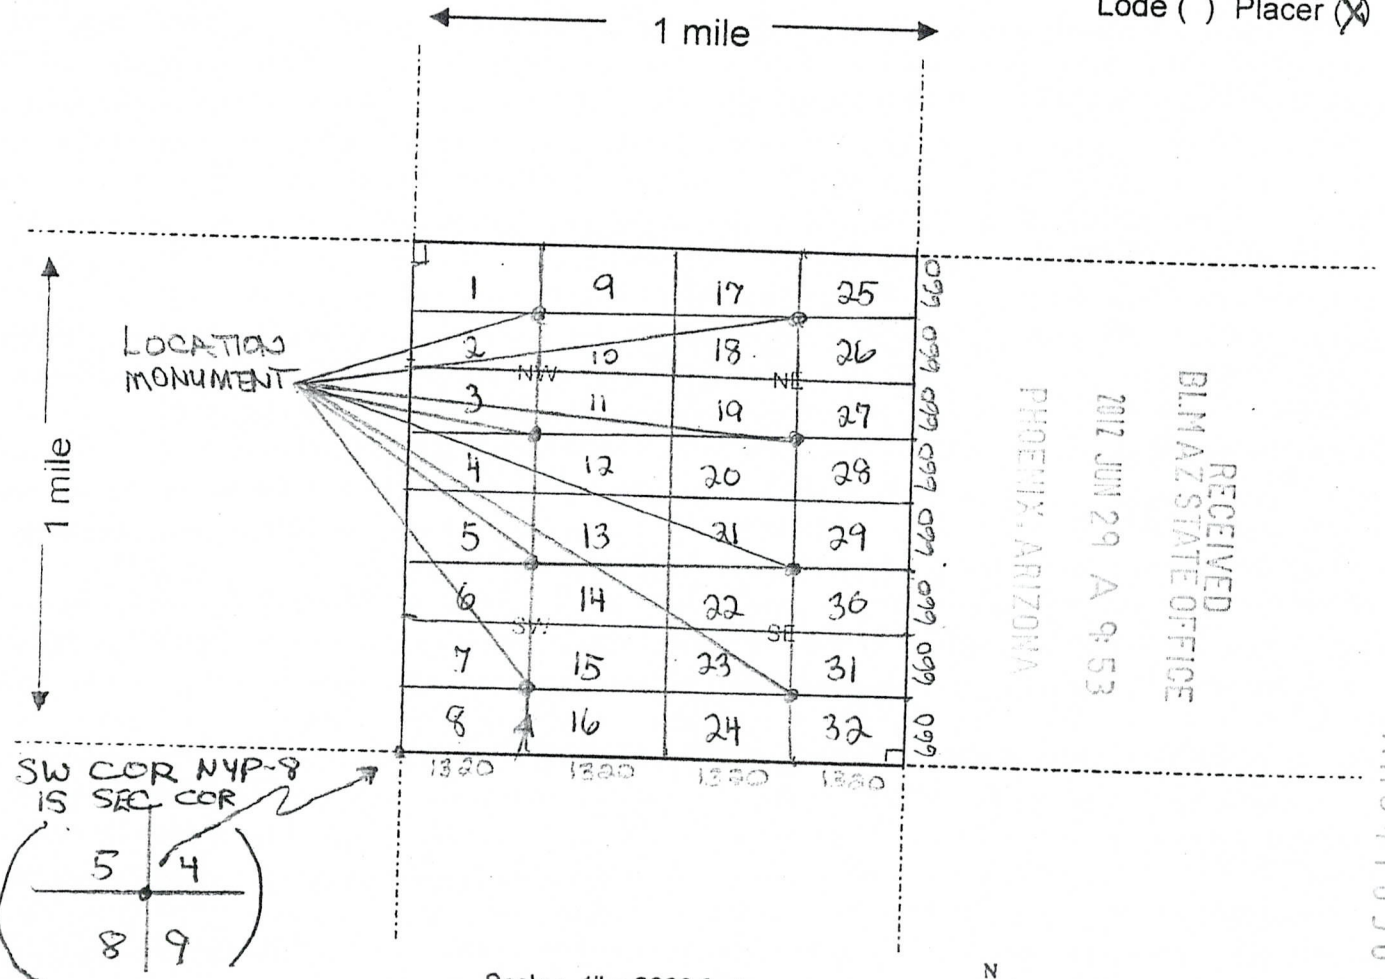 Lode ( ) Placer (X)
1 mile
1 9 17 25 660
LOCATION
MONUMENT
2 10 18 26 660
NW NE
3 11 19 27 660
4 12 20 28 660
1 mile
5 13 21 29 660
6 14 22 30 660
SW SE
7 15 23 31 660
8 16 24 32 660
1320 1320 1320 1320
RECEIVED
BLM AZ STATE OFFICE
2012 JUN 29 A 9:53
PHOENIX, ARIZONA
SW COR NYP-8
IS SEC COR
5 4
8 9
N